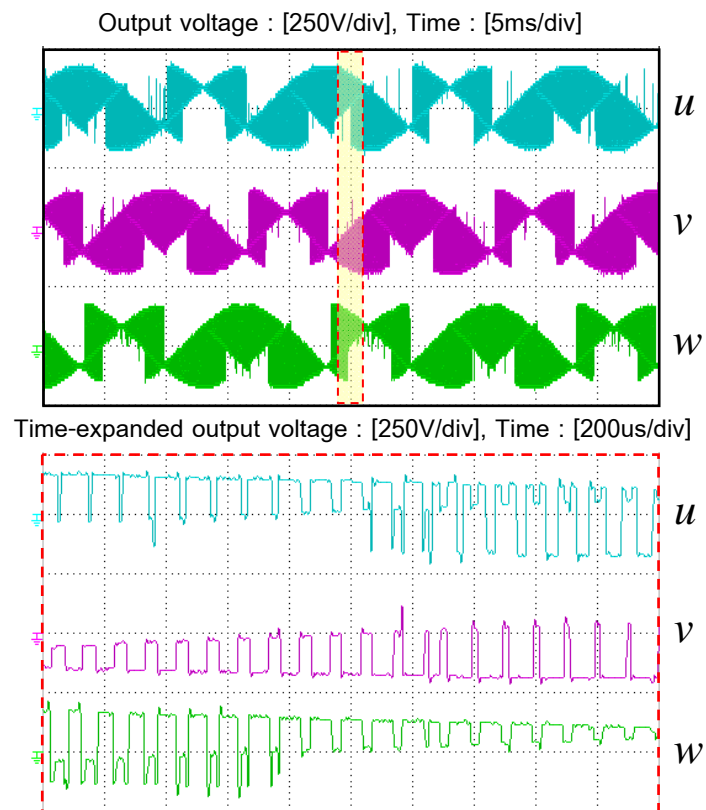 Output voltage : [250V/div], Time : [5ms/div]
u
v
w
Time-expanded output voltage : [250V/div], Time : [200us/div]
u
v
w